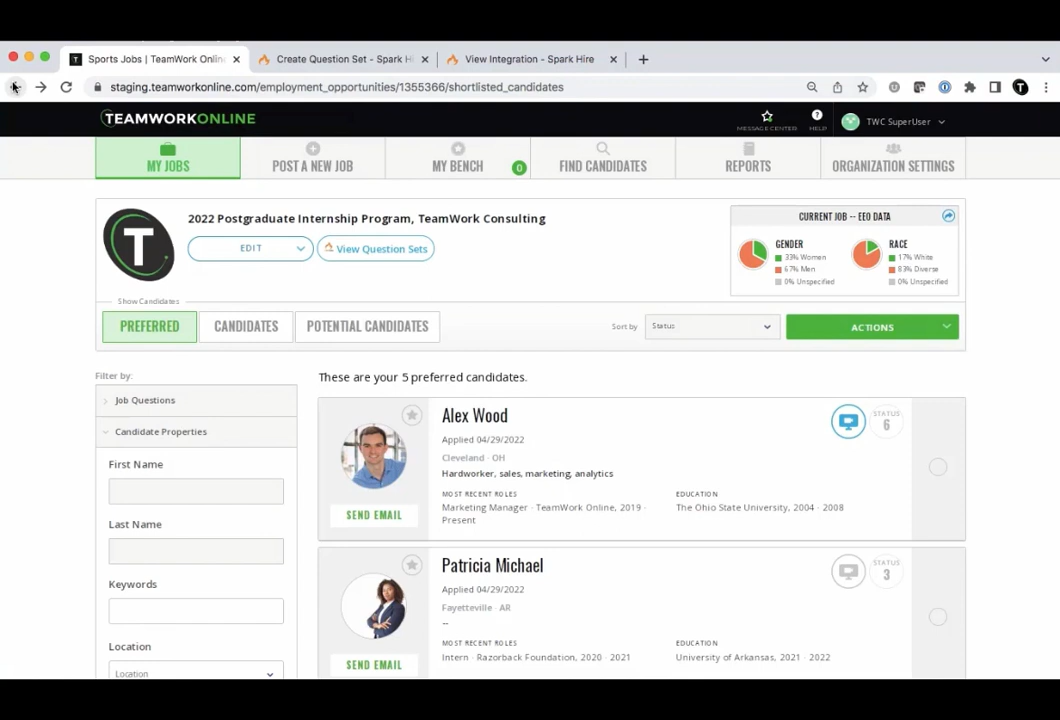 Sports Jobs | TeamWork Onlin
Create Question Set - Spark H
View Integration - Spark Hire
staging.teamworkonline.com/employment_opportunities/1355366/shortlisted_candidates
TEAMWORKONLINE
MESSAGE CENTER
HELP
TWC SuperUser
MY JOBS
POST A NEW JOB
MY BENCH
0
FIND CANDIDATES
REPORTS
ORGANIZATION SETTINGS
2022 Postgraduate Internship Program, TeamWork Consulting
EDIT
View Question Sets
CURRENT JOB -- EEO DATA
GENDER
33% Women
67% Men
0% Unspecified
RACE
17% White
83% Diverse
0% Unspecified
Show Candidates
PREFERRED
CANDIDATES
POTENTIAL CANDIDATES
Sort by
Status
ACTIONS
Filter by:
Job Questions
Candidate Properties
First Name
Last Name
Keywords
Location
Location
These are your 5 preferred candidates.
Alex Wood
Applied 04/29/2022
Cleveland · OH
Hardworker, sales, marketing, analytics
MOST RECENT ROLES
Marketing Manager · TeamWork Online, 2019 ·
Present
EDUCATION
The Ohio State University, 2004 · 2008
STATUS
6
SEND EMAIL
Patricia Michael
Applied 04/29/2022
Fayetteville · AR
--
MOST RECENT ROLES
Intern · Razorback Foundation, 2020 · 2021
EDUCATION
University of Arkansas, 2021 · 2022
STATUS
3
SEND EMAIL